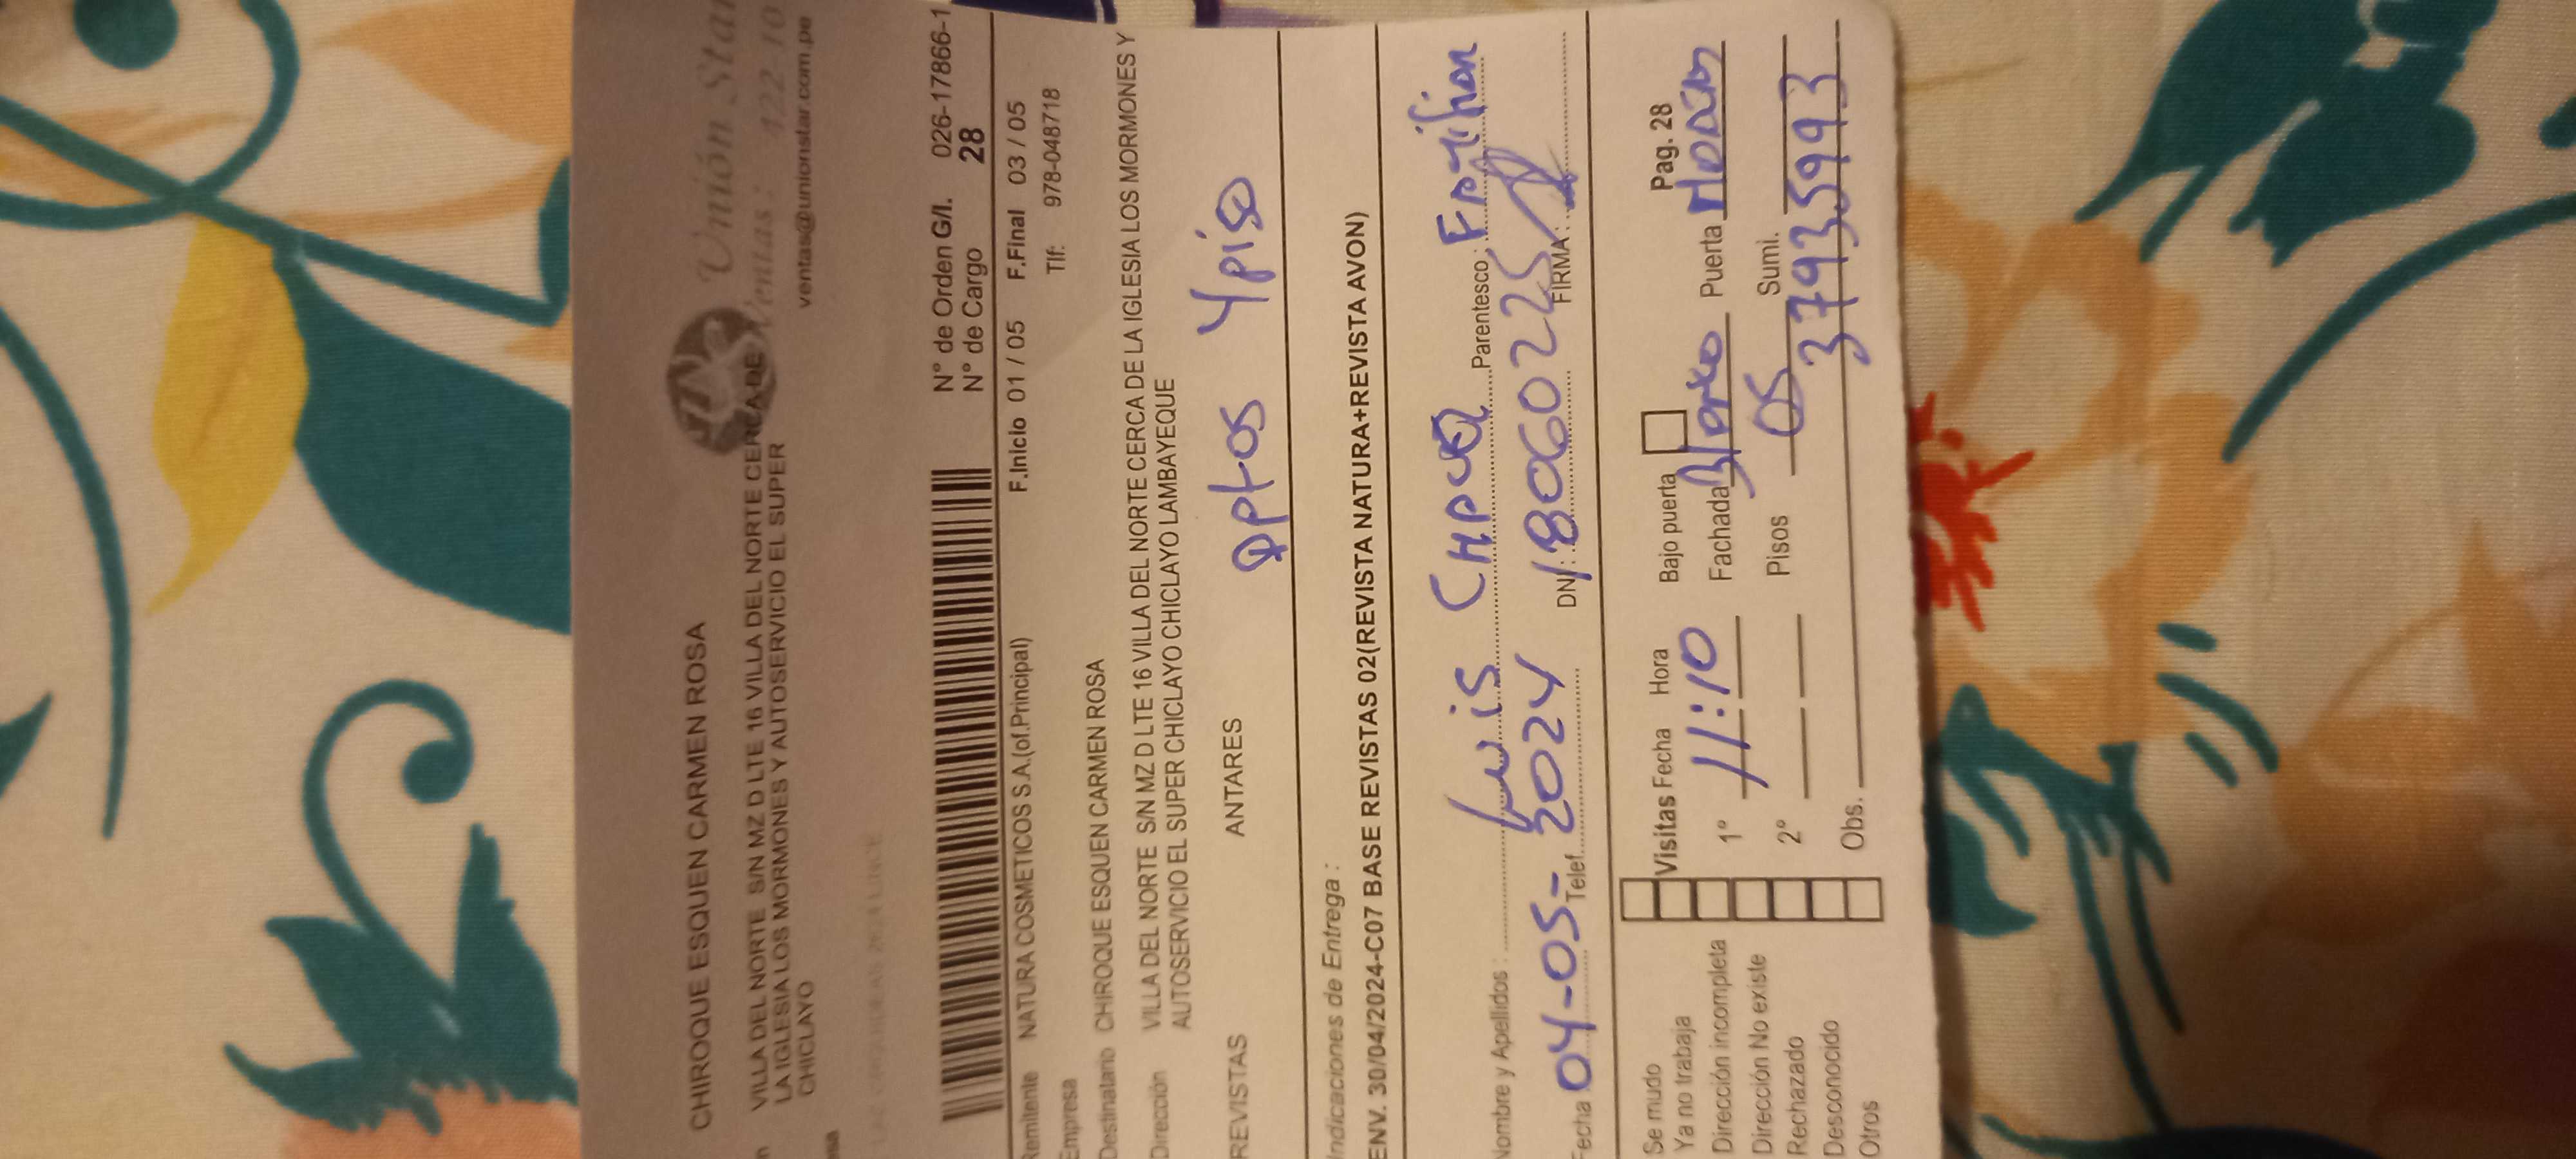 CHIROQUE ESQUEN CARMEN ROSA
Unión Star
Ventas: 422 10
ventas@unionstar.com.pe
VILLA DEL NORTE S/N MZ D LTE 16 VILLA DEL NORTE CERCA DE
LA IGLESIA LOS MORMONES Y AUTOSERVICIO EL SUPER
CHICLAYO
N° de Orden G/I. 026-17866-1
N° de Cargo 28
Remitente NATURA COSMETICOS S.A.(of.Principal) F.Inicio 01 / 05 F.Final 03 / 05
Empresa Tlf: 978-048718
Destinatario CHIROQUE ESQUEN CARMEN ROSA
Dirección VILLA DEL NORTE S/N MZ D LTE 16 VILLA DEL NORTE CERCA DE LA IGLESIA LOS MORMONES Y
AUTOSERVICIO EL SUPER CHICLAYO CHICLAYO LAMBAYEQUE
REVISTAS ANTARES Dptos 4piso
Indicaciones de Entrega :
ENV. 30/04/2024-C07 BASE REVISTAS 02(REVISTA NATURA+REVISTA AVON)
Nombre y Apellidos : Luis Parentesco :
Fecha 04-05-2024 Telef. DNI: 18060225 FIRMA:
Se mudo
Ya no trabaja Visitas Fecha Hora Bajo puerta Pag. 28
Dirección incompleta 1° 11:10 Fachada Puerta
Dirección No existe
Rechazado 2° Pisos 05 Sumi.
Desconocido 37935993
Otros Obs.